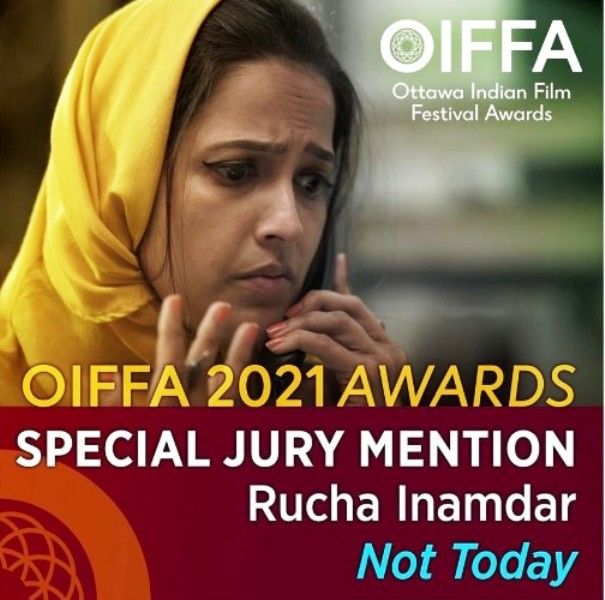 OIFFA
Ottawa Indian Film
Festival Awards
OIFFA 2021 AWARDS
SPECIAL JURY MENTION
Rucha Inamdar
Not Today